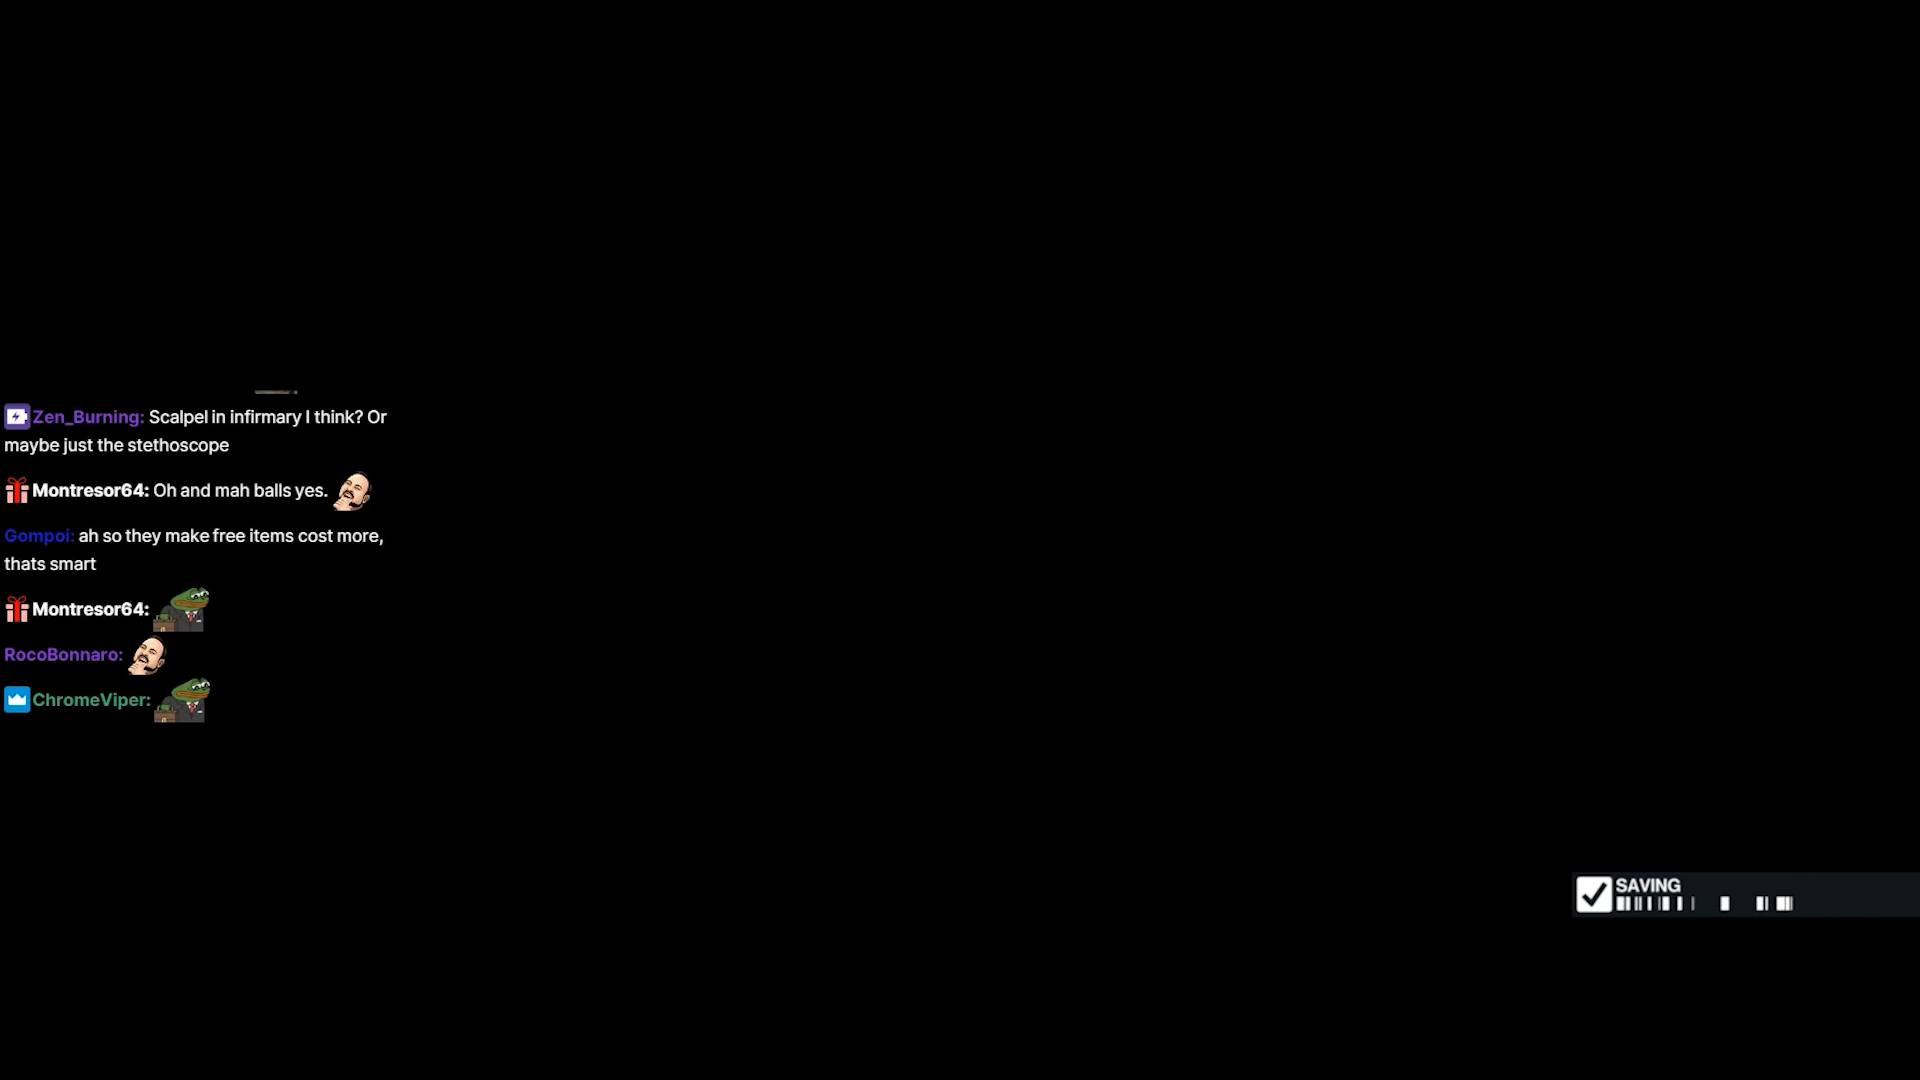 Zen_Burning: Scalpel in infirmary I think? Or
maybe just the stethoscope
Montresor64: Oh and mah balls yes.
Gompoi: ah so they make free items cost more,
thats smart
Montresor64:
RocoBonnaro:
ChromeViper:
SAVING